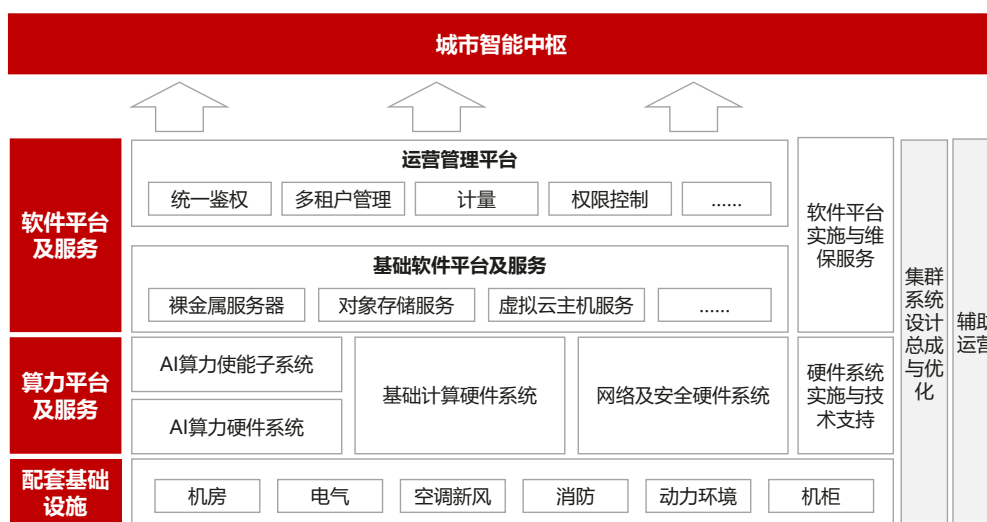 城市智能中枢
软件平台
及服务
运营管理平台
统一鉴权
多租户管理
计量
权限控制
......
基础软件平台及服务
裸金属服务器
对象存储服务
虚拟云主机服务
......
软件平台
实施与维
保服务
算力平台
及服务
AI算力使能子系统
AI算力硬件系统
基础计算硬件系统
网络及安全硬件系统
硬件系统
实施与技
术支持
配套基础
设施
机房
电气
空调新风
消防
动力环境
机柜
集群
系统
设计
总成
与优
化
辅助
运营